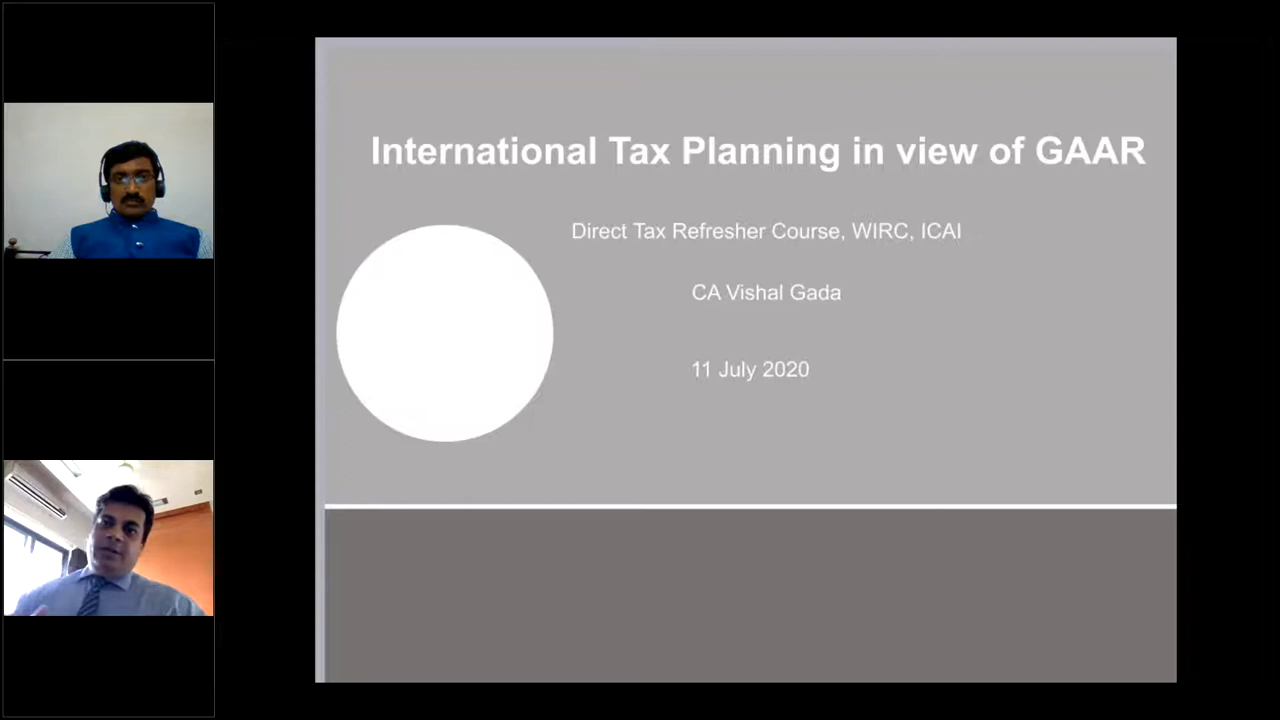 International Tax Planning in view of GAAR
Direct Tax Refresher Course, WIRC, ICAI
CA Vishal Gada
11 July 2020